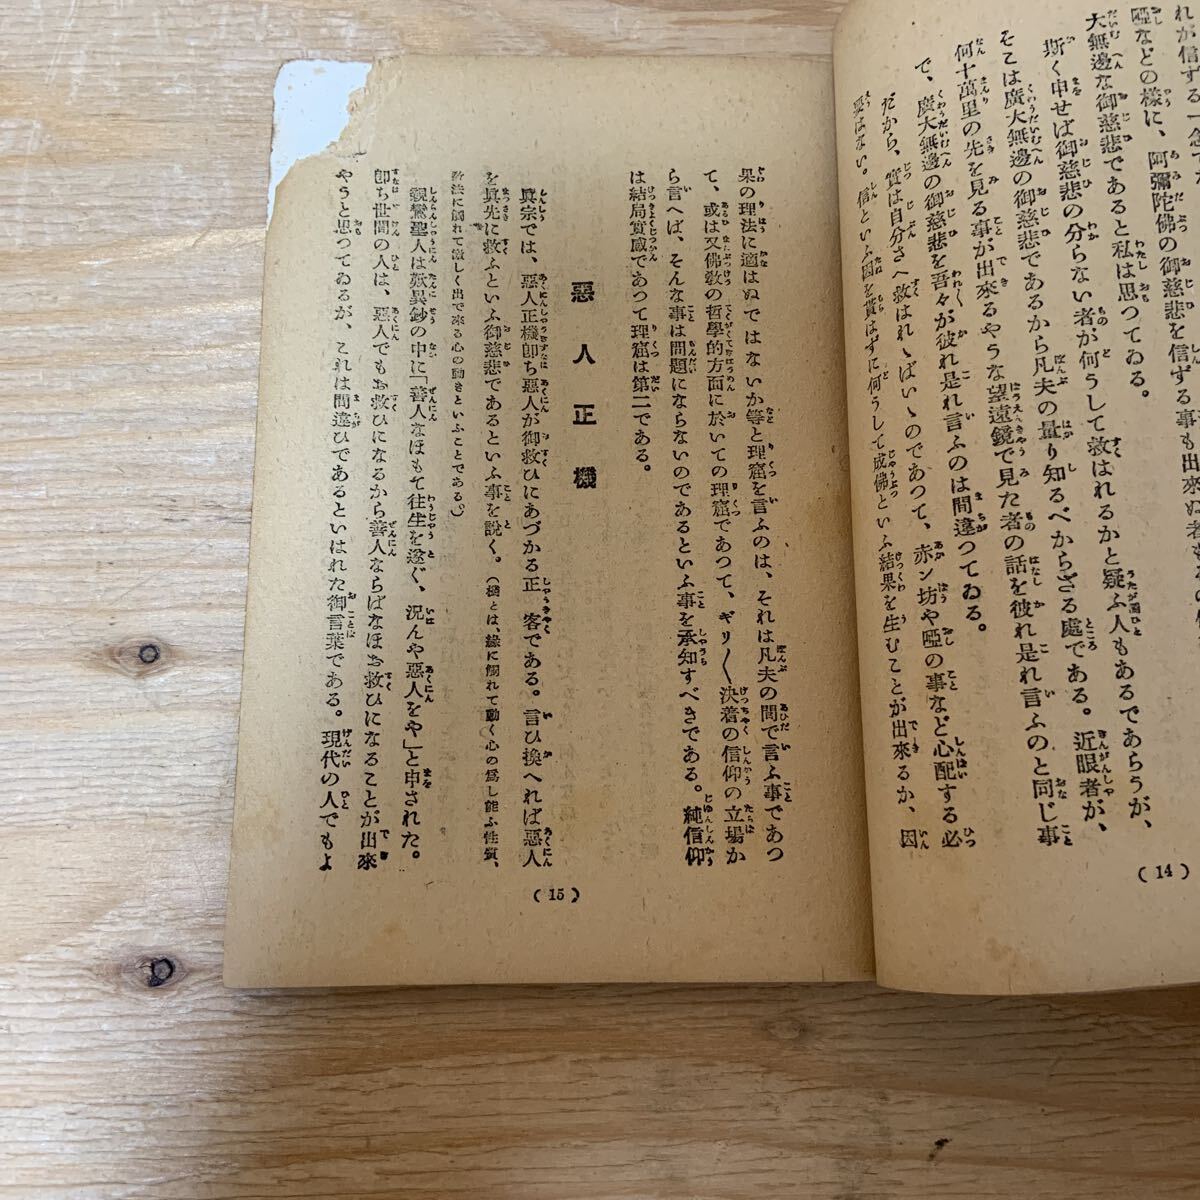 れが信ずる一念で
啞などの樣に、阿彌陀佛の御慈悲を信ずる事も出來ぬ者もある
大無邊な御慈悲であると私は思つてゐる。
斯く申せば御慈悲の分らない者が何うして救はれるかと疑ふ人もあるであらうが、
そこは廣大無邊の御慈悲であるから凡夫の量り知るべからざる處である。近眼者が、
何十萬里の先を見る事が出來るやうな望遠鏡で見た者の話を彼れ是れ言ふのと同じ事
で、廣大無邊の御慈悲を吾々が彼れ是れ言ふのは間違つてゐる。
だから、實は自分さへ救はれゝばいゝのであつて、赤ン坊や啞の事など心配する必
要はない。信といふ因を貰はずに何うして成佛といふ結果を生むことが出來るか、因
(14)
果の理法に適はぬではないか等と理窟を言ふのは、それは凡夫の間で言ふ事であつ
て、或は又佛敎の哲學的方面に於いての理窟であつて、ギリ〳〵決着の信仰の立場か
ら言へば、そんな事は問題にならないのであるといふ事を承知すべきである。純信仰
は結局實感であつて理窟は第二である。
惡人正機
眞宗では、惡人正機卽ち惡人が御救ひにあづかる正客である。言ひ換へれば惡人
を眞先に救ふといふ御慈悲であるといふ事を說く。(機とは、緣に觸れて動く心の爲し能ふ性質、
敎法に觸れて激しく出で來る心の動きといふことである。)
親鸞聖人は歎異鈔の中に「善人なほもて往生を遂ぐ、況んや惡人をや」と申された。
卽ち世間の人は、惡人でもお救ひになるから善人ならばなほお救ひになることが出來
やうと思つてゐるが、これは間違ひであるといはれた御言葉である。現代の人でもよ
(15)